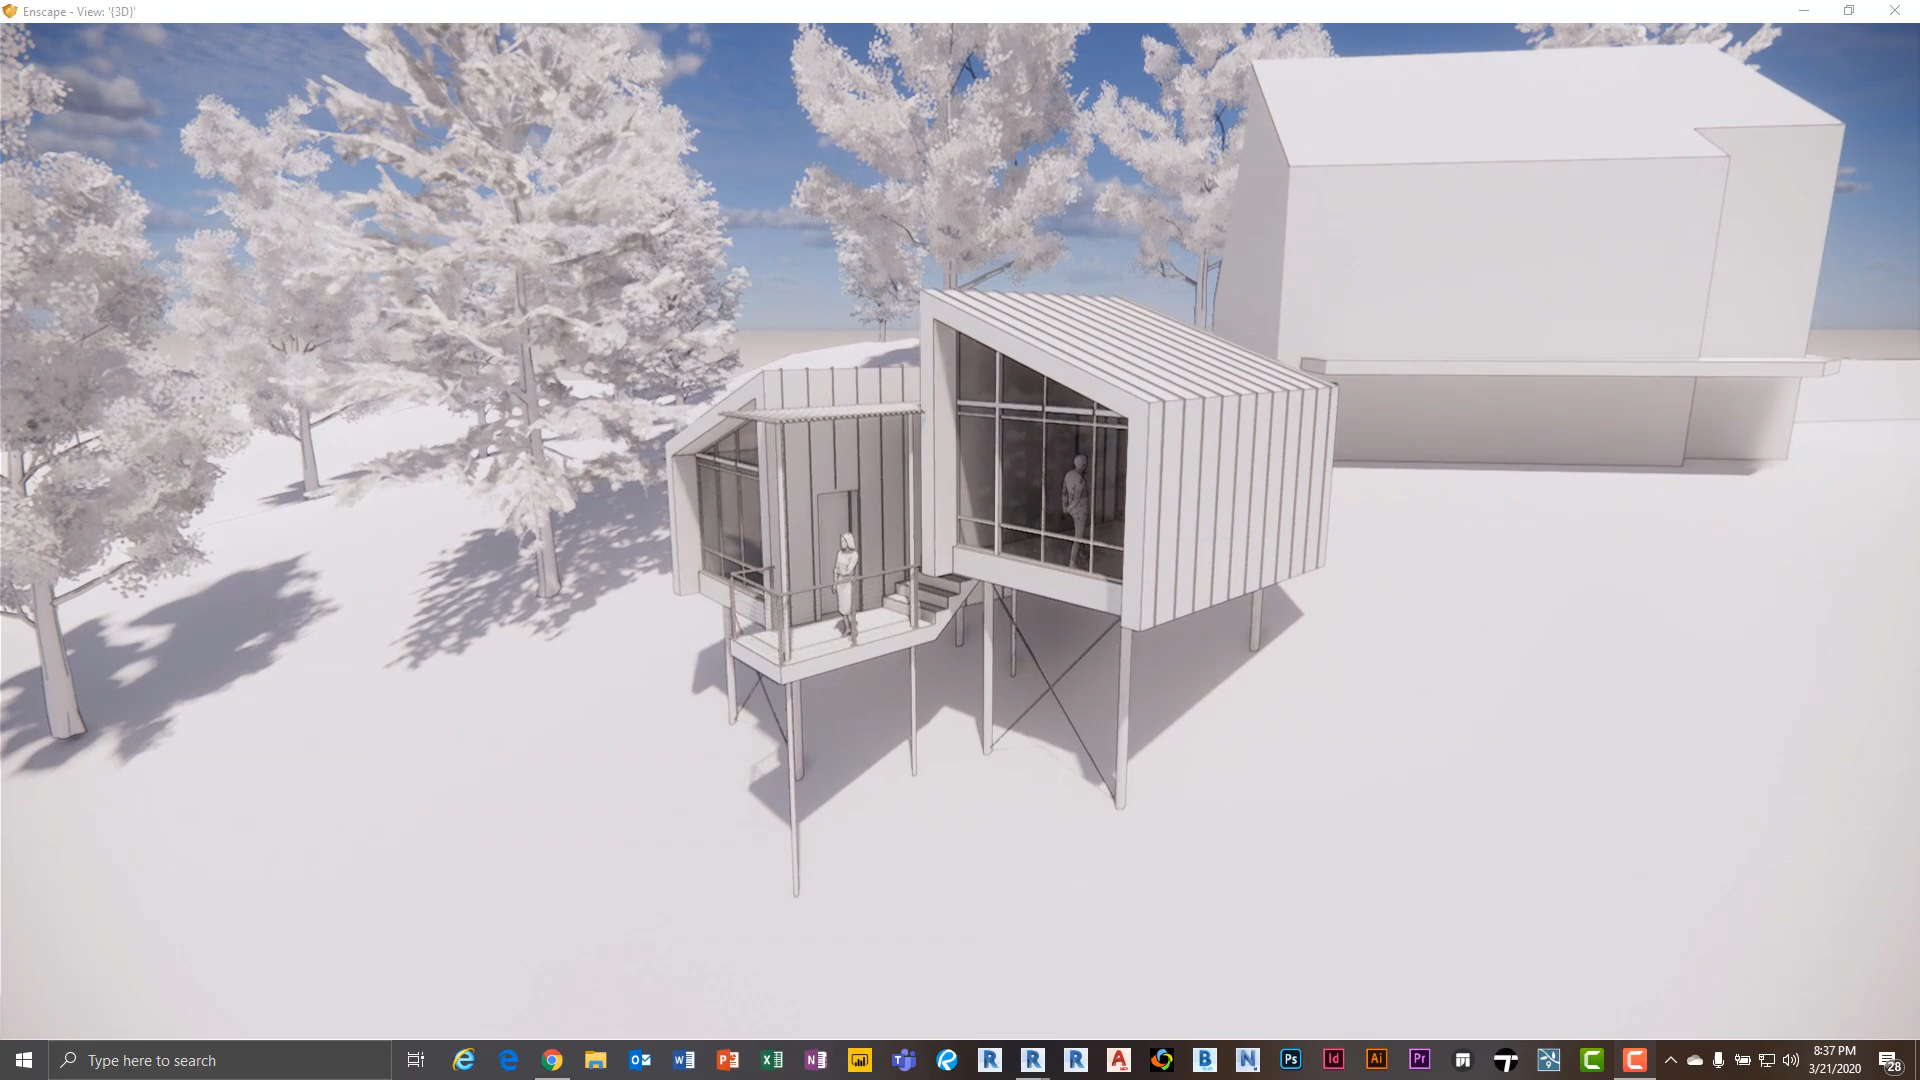 Enscape - View: '{3D}'
Type here to search
8:37 PM
3/21/2020
28